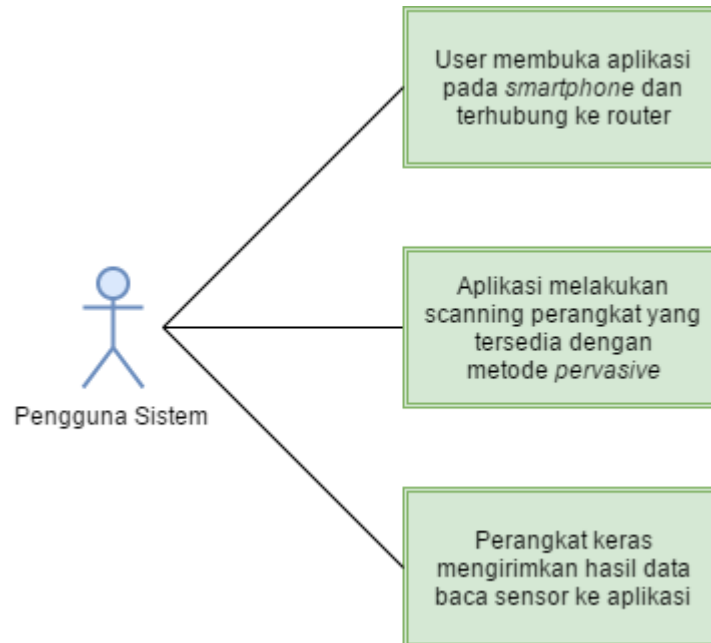 User membuka aplikasi
pada smartphone dan
terhubung ke router
Aplikasi melakukan
scanning perangkat yang
tersedia dengan
metode pervasive
Pengguna Sistem
Perangkat keras
mengirimkan hasil data
baca sensor ke aplikasi